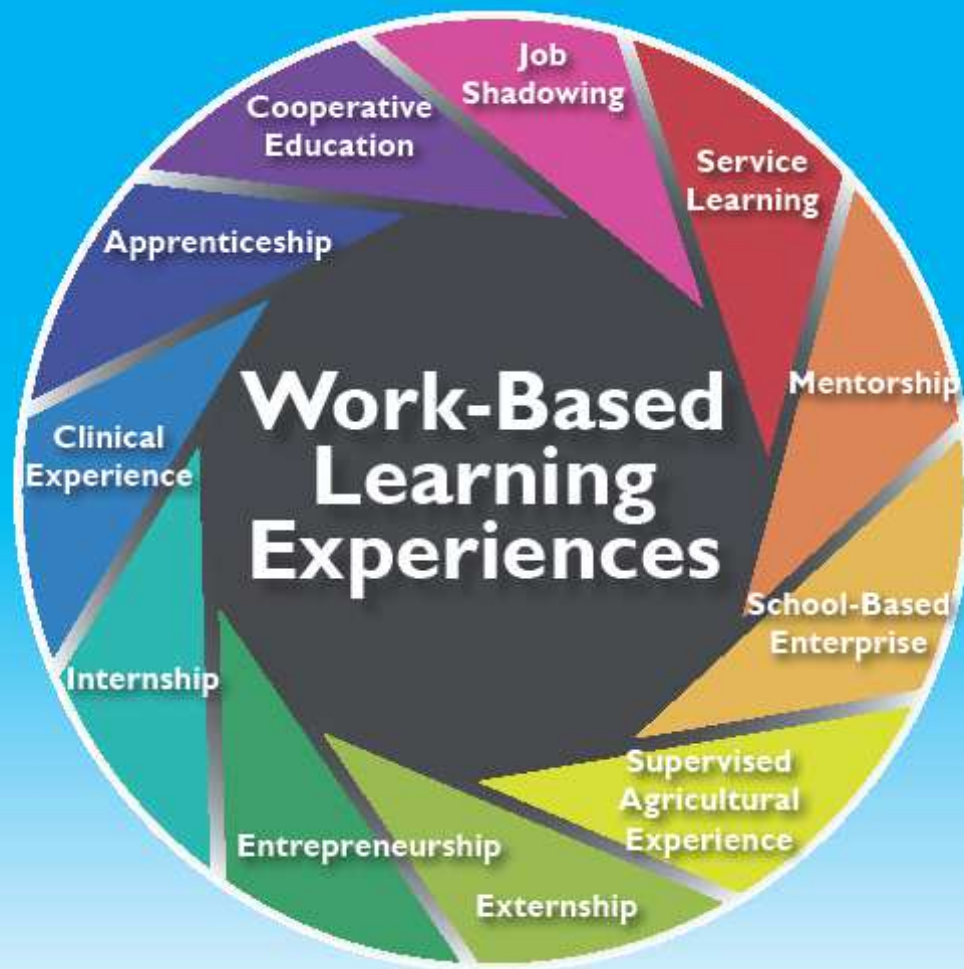 Job
Shadowing
Service
Learning
Mentorship
School-Based
Enterprise
Supervised
Agricultural
Experience
Externship
Entrepreneurship
Internship
Clinical
Experience
Apprenticeship
Cooperative
Education
Work-Based
Learning
Experiences